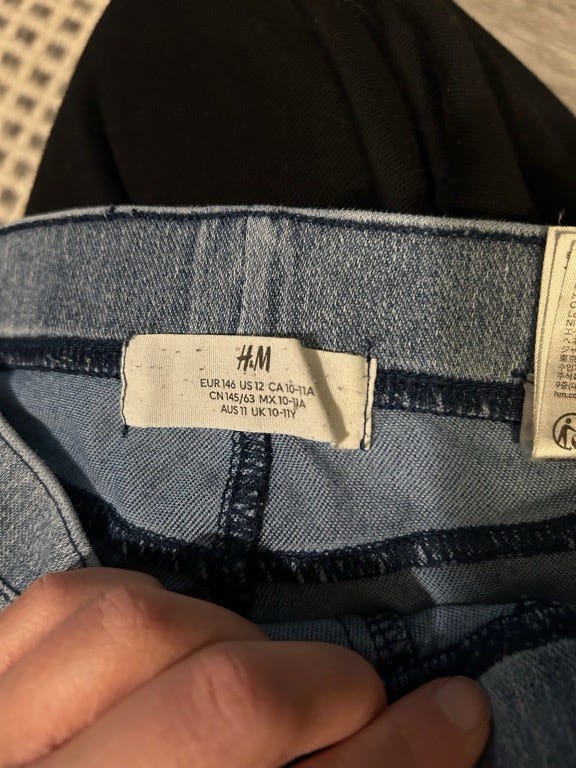 H&M
EUR 146 US 12 CA 10-11A
CN 145/63 MX 10-11A
AUS 11 UK 10-11Y
hm.co